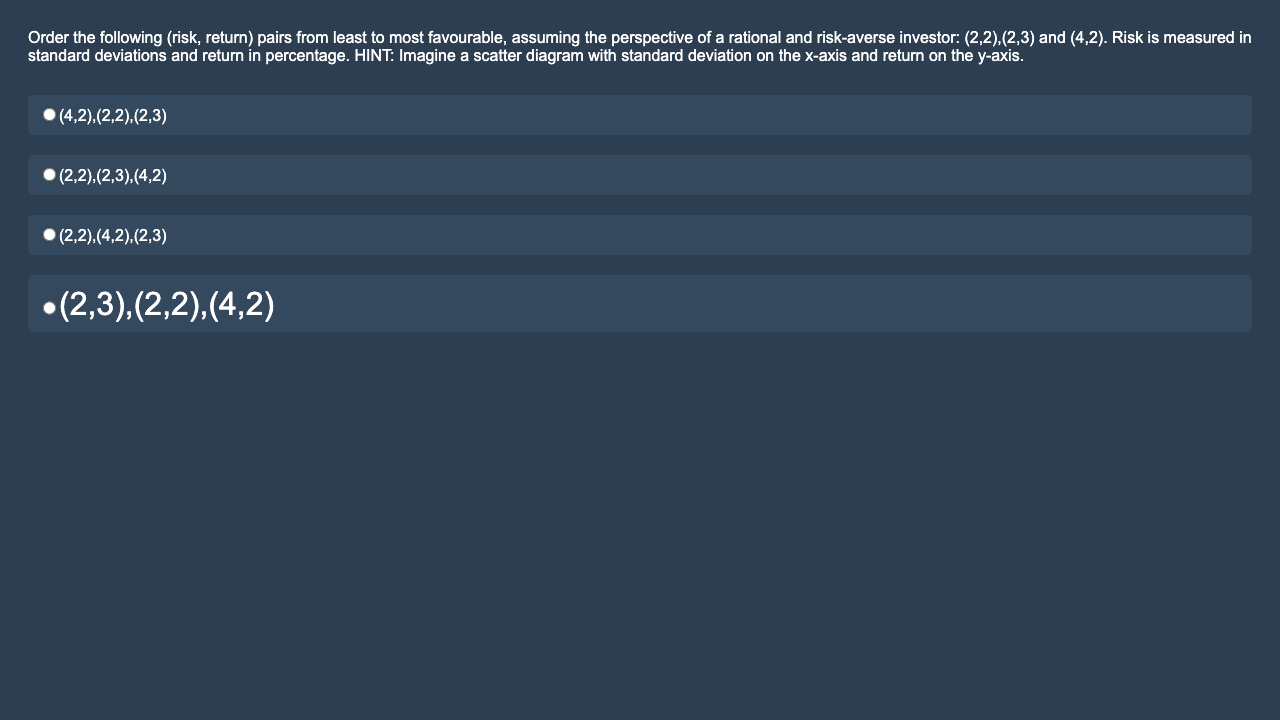 Order the following (risk, return) pairs from least to most favourable, assuming the perspective of a rational and risk-averse investor: (2,2),(2,3) and (4,2). Risk is measured in
standard deviations and return in percentage. HINT: Imagine a scatter diagram with standard deviation on the x-axis and return on the y-axis.
(4,2),(2,2),(2,3)
(2,2),(2,3),(4,2)
(2,2),(4,2),(2,3)
(2,3),(2,2),(4,2)